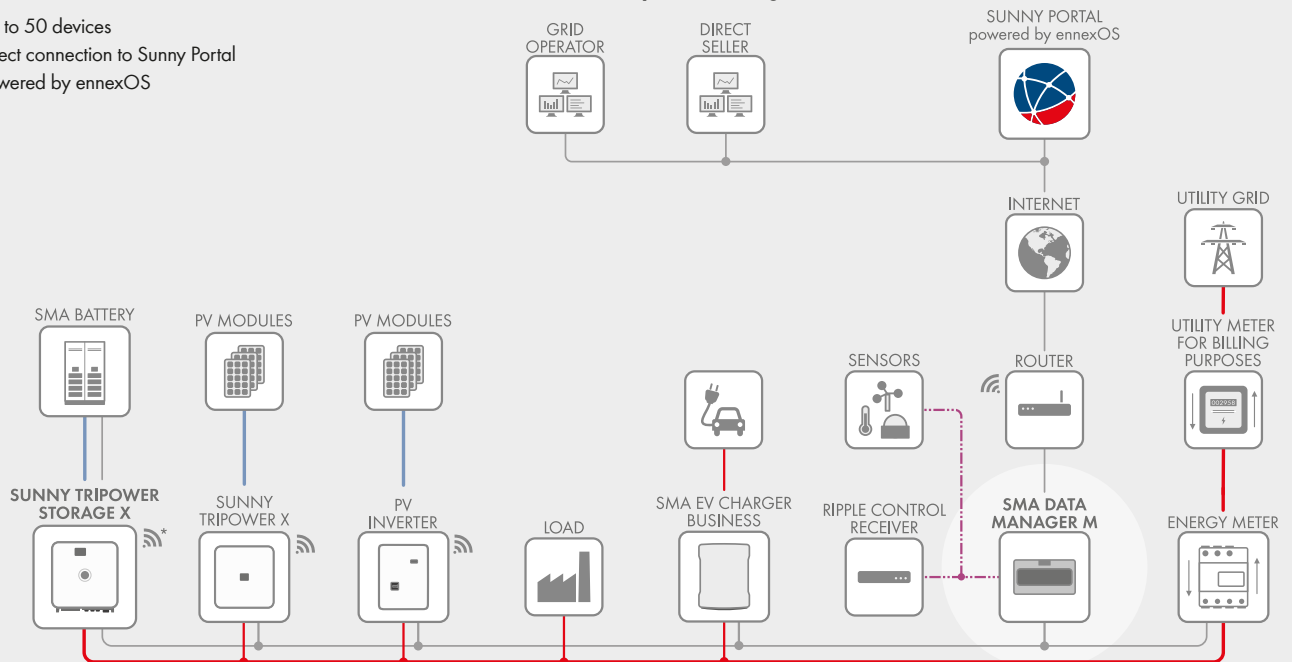 to 50 devices
ect connection to Sunny Portal
wered by ennexOS
GRID
OPERATOR
DIRECT
SELLER
SUNNY PORTAL
powered by ennexOS
INTERNET
UTILITY GRID
SMA BATTERY
PV MODULES
PV MODULES
SENSORS
ROUTER
UTILITY METER
FOR BILLING
PURPOSES
002958
SUNNY TRIPOWER
STORAGE X
*
SUNNY
TRIPOWER X
PV
INVERTER
LOAD
SMA EV CHARGER
BUSINESS
RIPPLE CONTROL
RECEIVER
SMA DATA
MANAGER M
ENERGY METER